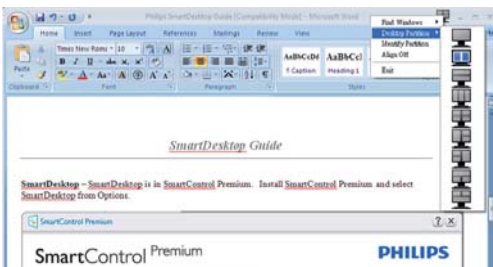 Philips SmartDesktop Guide [Compatibility Mode] - Microsoft Word
Home Insert Page Layout References Mailings Review View
Find Windows
Desktop Partition
Identify Partition
Align Off
Exit
Times New Roma 10
Paste
B I U abe
AaBbCcDd AaBbCcI
¶ Caption Heading 1
Clipboard Font Paragraph Styles
SmartDesktop Guide
SmartDesktop – SmartDesktop is in SmartControl Premium. Install SmartControl Premium and select
SmartDesktop from Options.
SmartControl Premium
SmartControl Premium PHILIPS